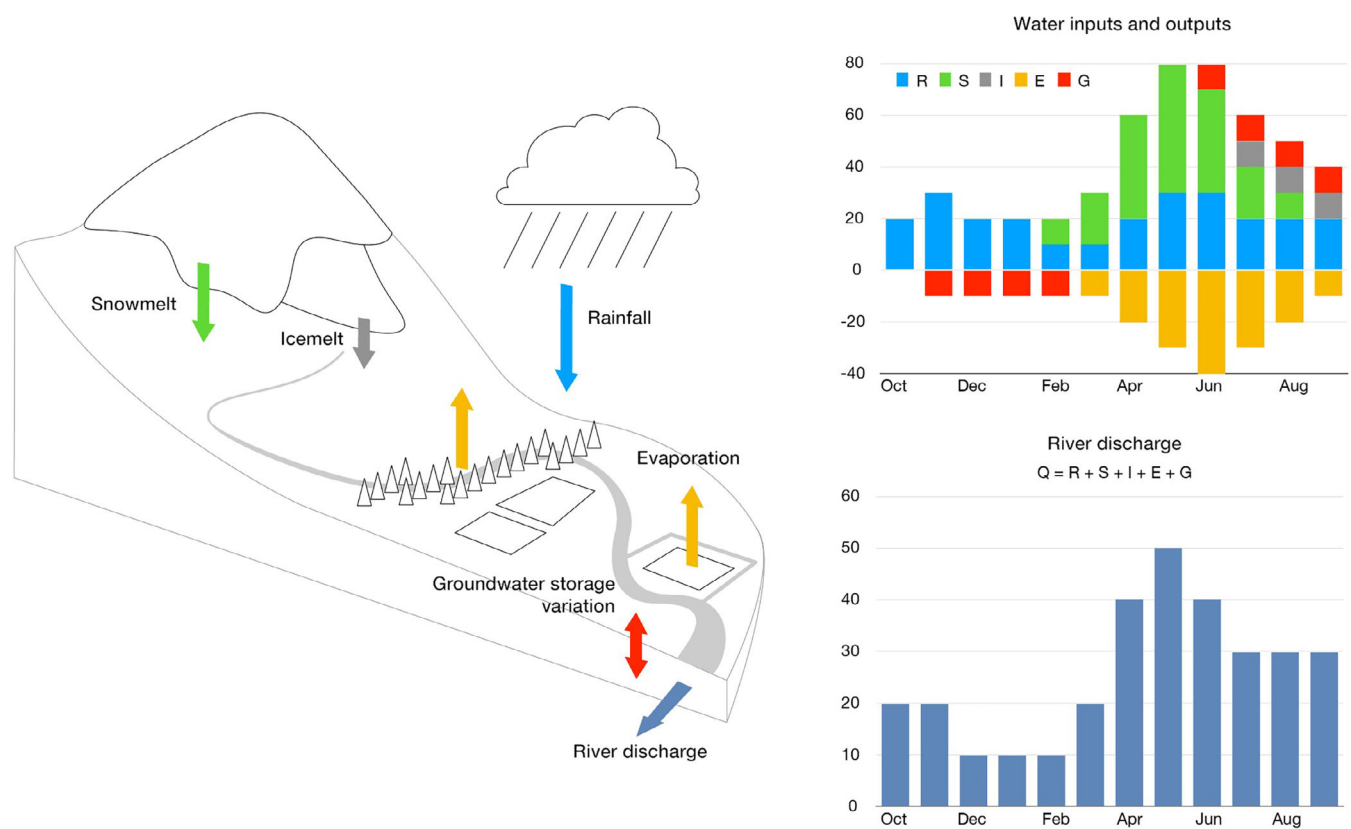 Snowmelt
Icemelt
Rainfall
Evaporation
Groundwater storage
variation
River discharge
Water inputs and outputs
R S I E G
80
60
40
20
0
-20
-40
Oct Dec Feb Apr Jun Aug
River discharge
Q = R + S + I + E + G
60
50
40
30
20
10
0
Oct Dec Feb Apr Jun Aug